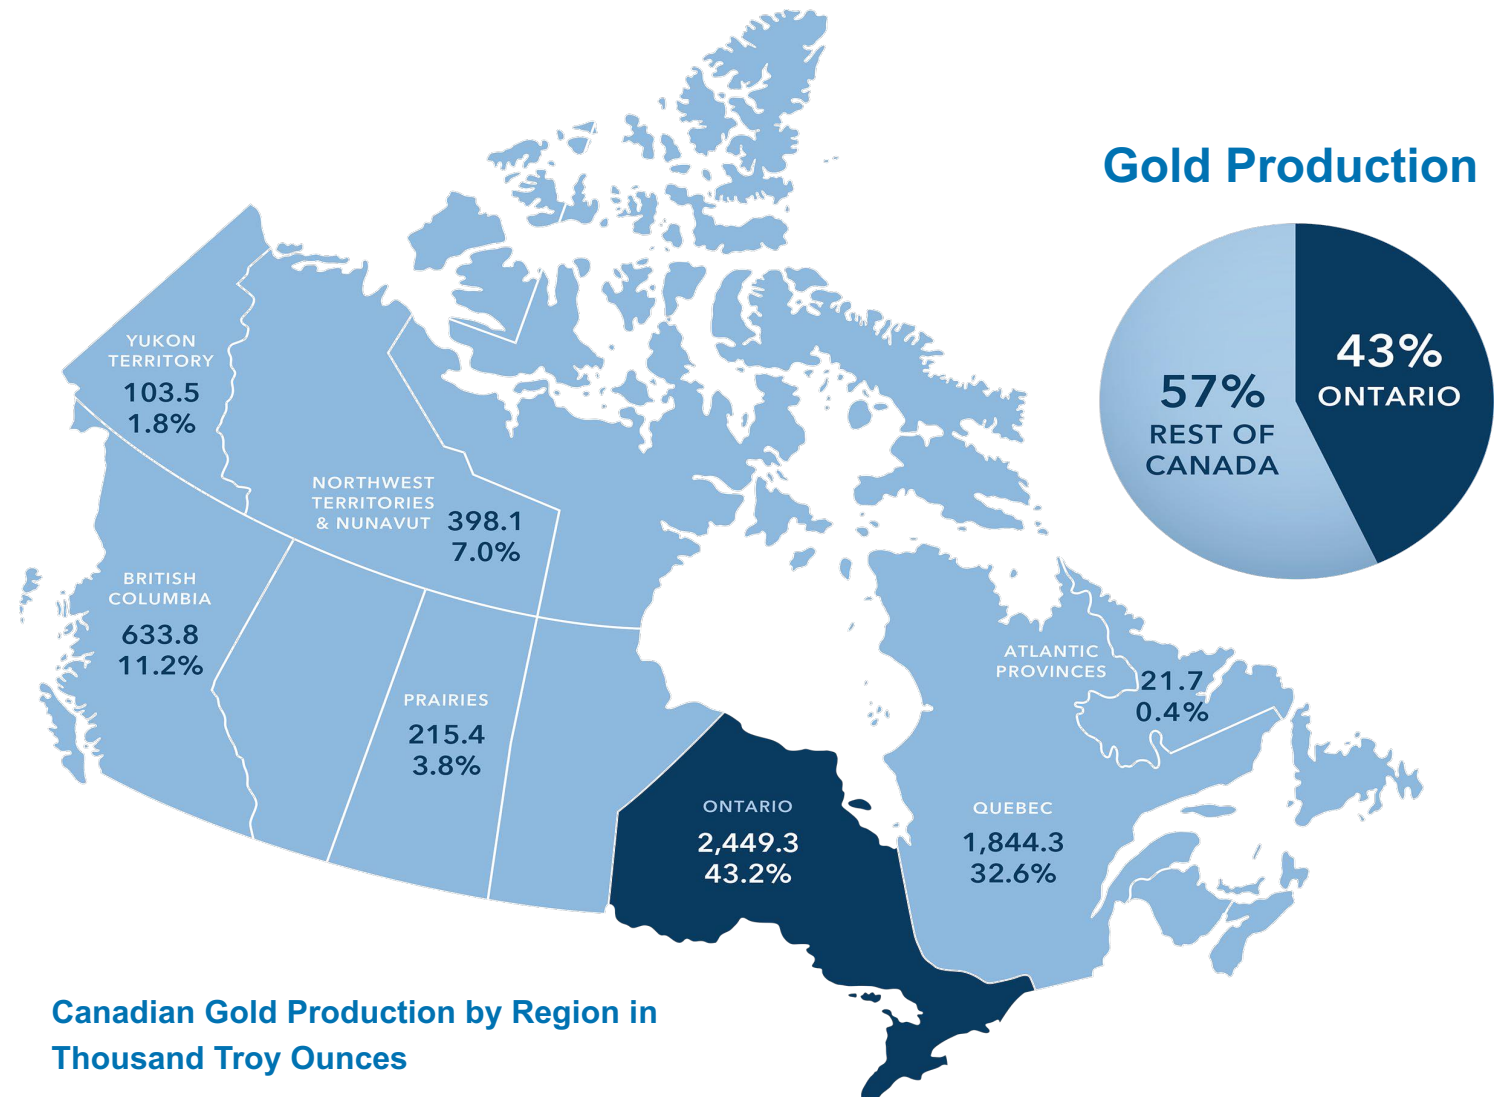 Gold Production
43%
ONTARIO
57%
REST OF
CANADA
YUKON
TERRITORY
103.5
1.8%
NORTHWEST
TERRITORIES
& NUNAVUT
398.1
7.0%
BRITISH
COLUMBIA
633.8
11.2%
PRAIRIES
215.4
3.8%
ONTARIO
2,449.3
43.2%
QUEBEC
1,844.3
32.6%
ATLANTIC
PROVINCES
21.7
0.4%
Canadian Gold Production by Region in
Thousand Troy Ounces